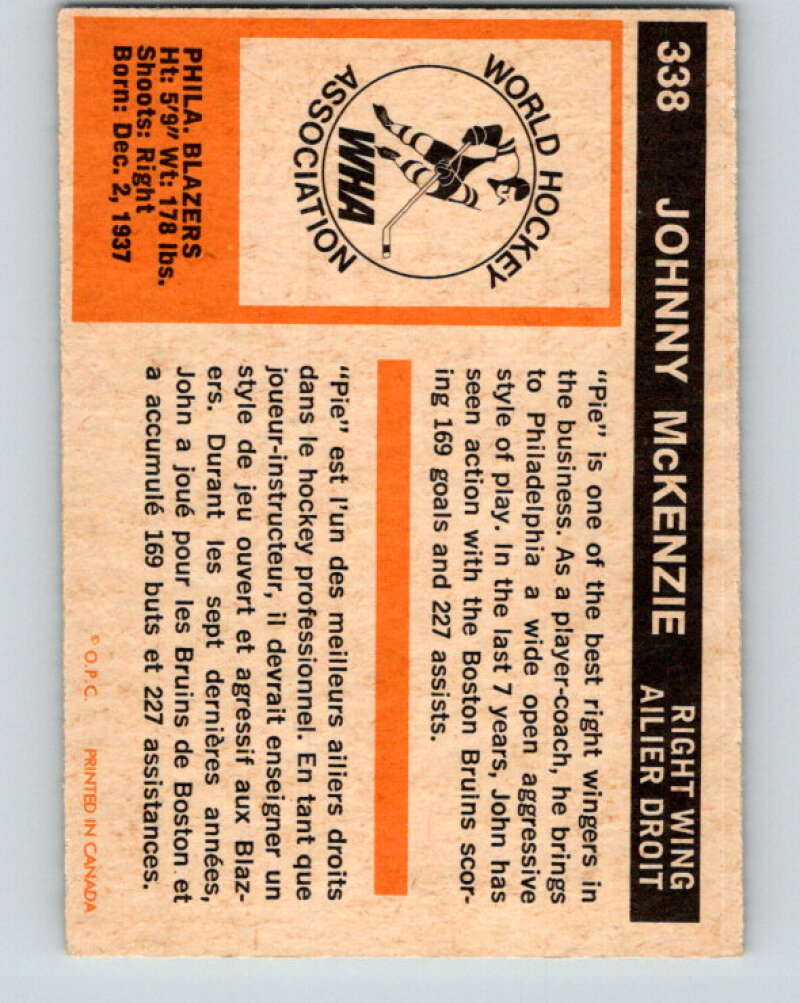 338 JOHNNY McKENZIE RIGHT WING
AILIER DROIT
WORLD HOCKEY
ASSOCIATION
WHA
PHILA. BLAZERS
Ht: 5'9" Wt: 178 lbs.
Shoots: Right
Born: Dec. 2, 1937
"Pie" is one of the best right wingers in
the business. As a player-coach, he brings
to Philadelphia a wide open aggressive
style of play. In the last 7 years, John has
seen action with the Boston Bruins scor-
ing 169 goals and 227 assists.
"Pie" est l'un des meilleurs ailiers droits
dans le hockey professionnel. En tant que
joueur-instructeur, il devrait enseigner un
style de jeu ouvert et agressif aux Blaz-
ers. Durant les sept dernières années,
John a joué pour les Bruins de Boston et
a accumulé 169 buts et 227 assistances.
© O.P.C. PRINTED IN CANADA